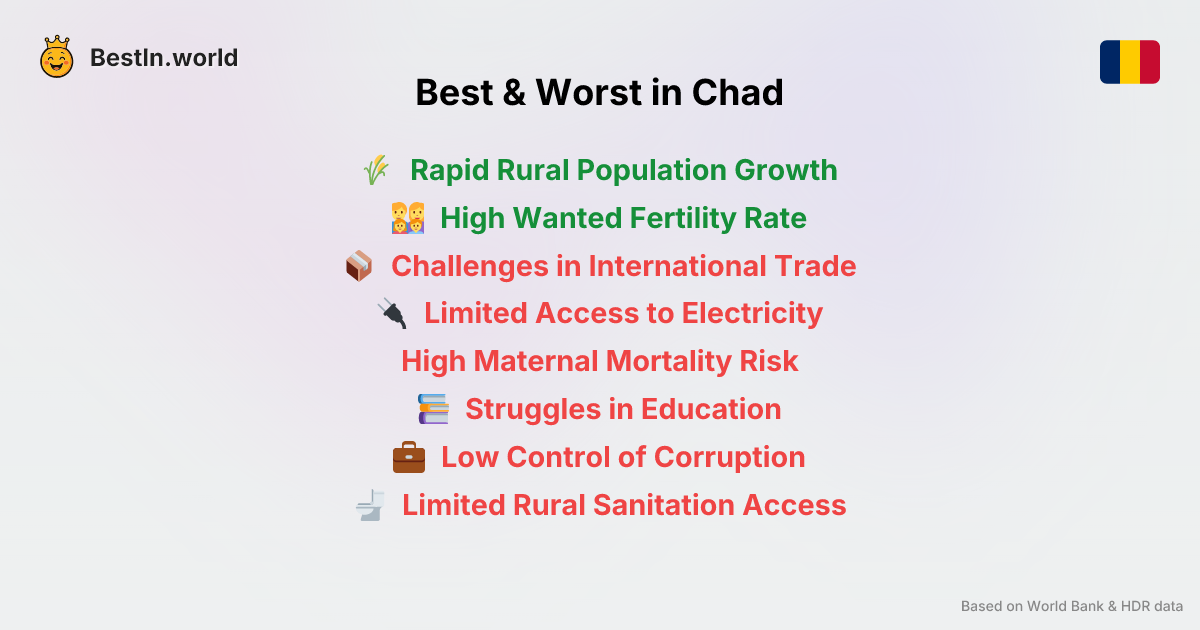 BestIn.world
Best & Worst in Chad
Rapid Rural Population Growth
High Wanted Fertility Rate
Challenges in International Trade
Limited Access to Electricity
High Maternal Mortality Risk
Struggles in Education
Low Control of Corruption
Limited Rural Sanitation Access
Based on World Bank & HDR data